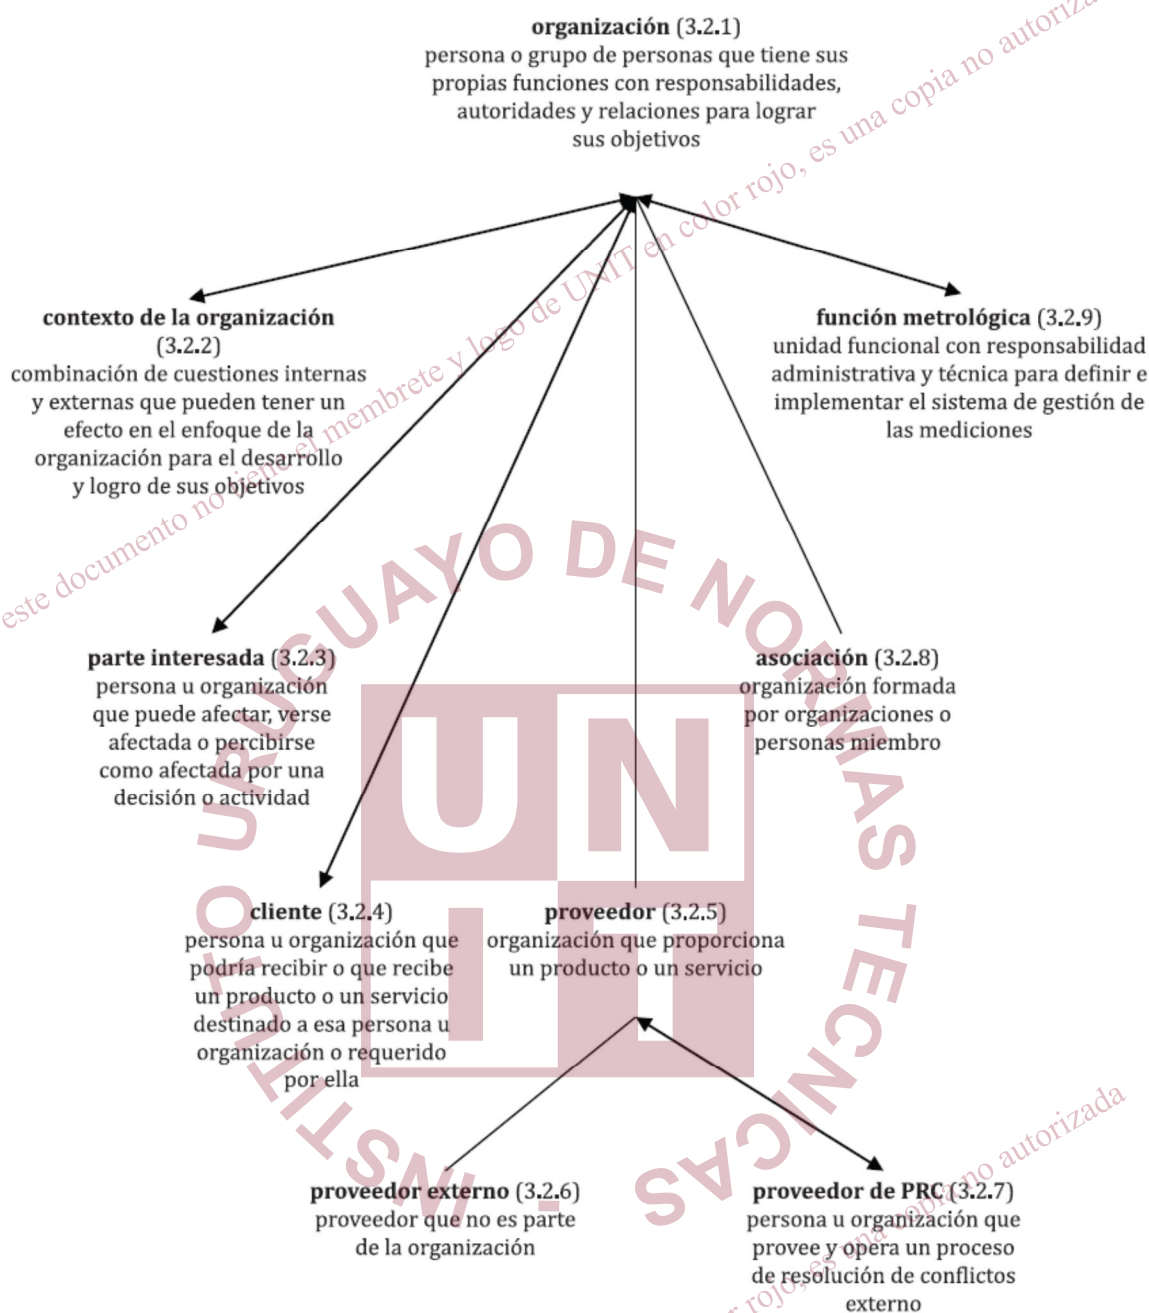 organización (3.2.1)
persona o grupo de personas que tiene sus
propias funciones con responsabilidades,
autoridades y relaciones para lograr
sus objetivos
contexto de la organización
(3.2.2)
combinación de cuestiones internas
y externas que pueden tener un
efecto en el enfoque de la
organización para el desarrollo
y logro de sus objetivos
función metrológica (3.2.9)
unidad funcional con responsabilidad
administrativa y técnica para definir e
implementar el sistema de gestión de
las mediciones
parte interesada (3.2.3)
persona u organización
que puede afectar, verse
afectada o percibirse
como afectada por una
decisión o actividad
asociación (3.2.8)
organización formada
por organizaciones o
personas miembro
cliente (3.2.4)
persona u organización que
podría recibir o que recibe
un producto o un servicio
destinado a esa persona u
organización o requerido
por ella
proveedor (3.2.5)
organización que proporciona
un producto o un servicio
proveedor externo (3.2.6)
proveedor que no es parte
de la organización
proveedor de PRC (3.2.7)
persona u organización que
provee y opera un proceso
de resolución de conflictos
externo
este documento no tiene el membrete y logo de UNIT en color rojo, es una copia no
rojo, es una copia no autorizada
INSTITUTO URUGUAYO DE NORMAS TECNICAS -
UN
IT